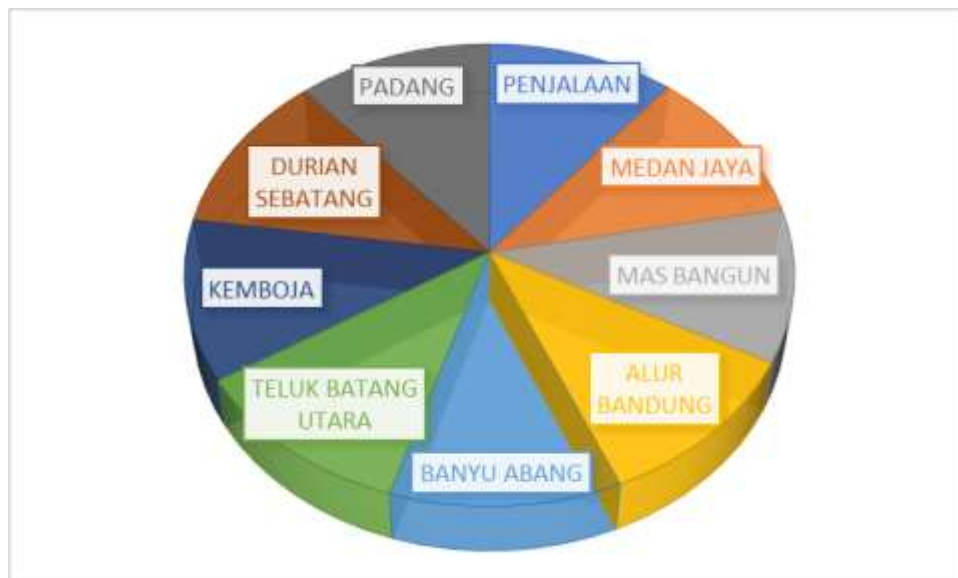 PADANG
PENJALAAN
MEDAN JAYA
MAS BANGUN
ALUR
BANDUNG
BANYU ABANG
TELUK BATANG
UTARA
KEMBOJA
DURIAN
SEBATANG